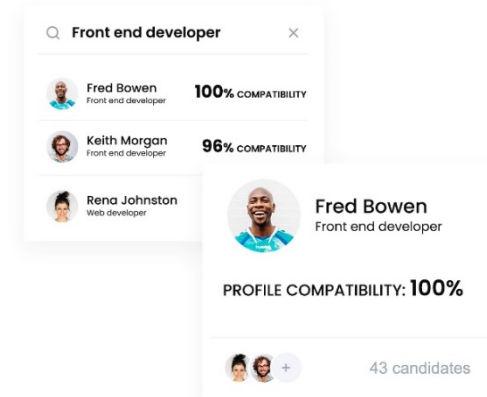 Front end developer
Fred Bowen
Front end developer
100% COMPATIBILITY
Keith Morgan
Front end developer
96% COMPATIBILITY
Rena Johnston
Web developer
Fred Bowen
Front end developer
PROFILE COMPATIBILITY: 100%
+
43 candidates